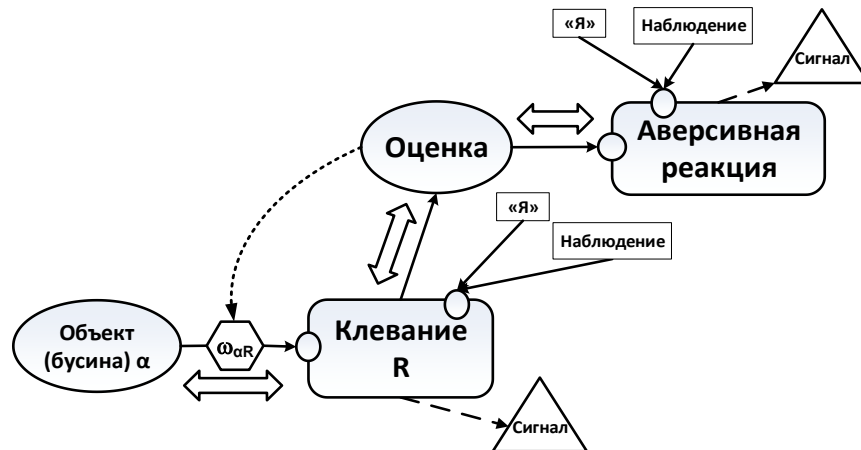 «Я»
Наблюдение
Сигнал
Оценка
Аверсивная
реакция
«Я»
Наблюдение
Объект
(бусина) α
ωαR
Клевание
R
Сигнал